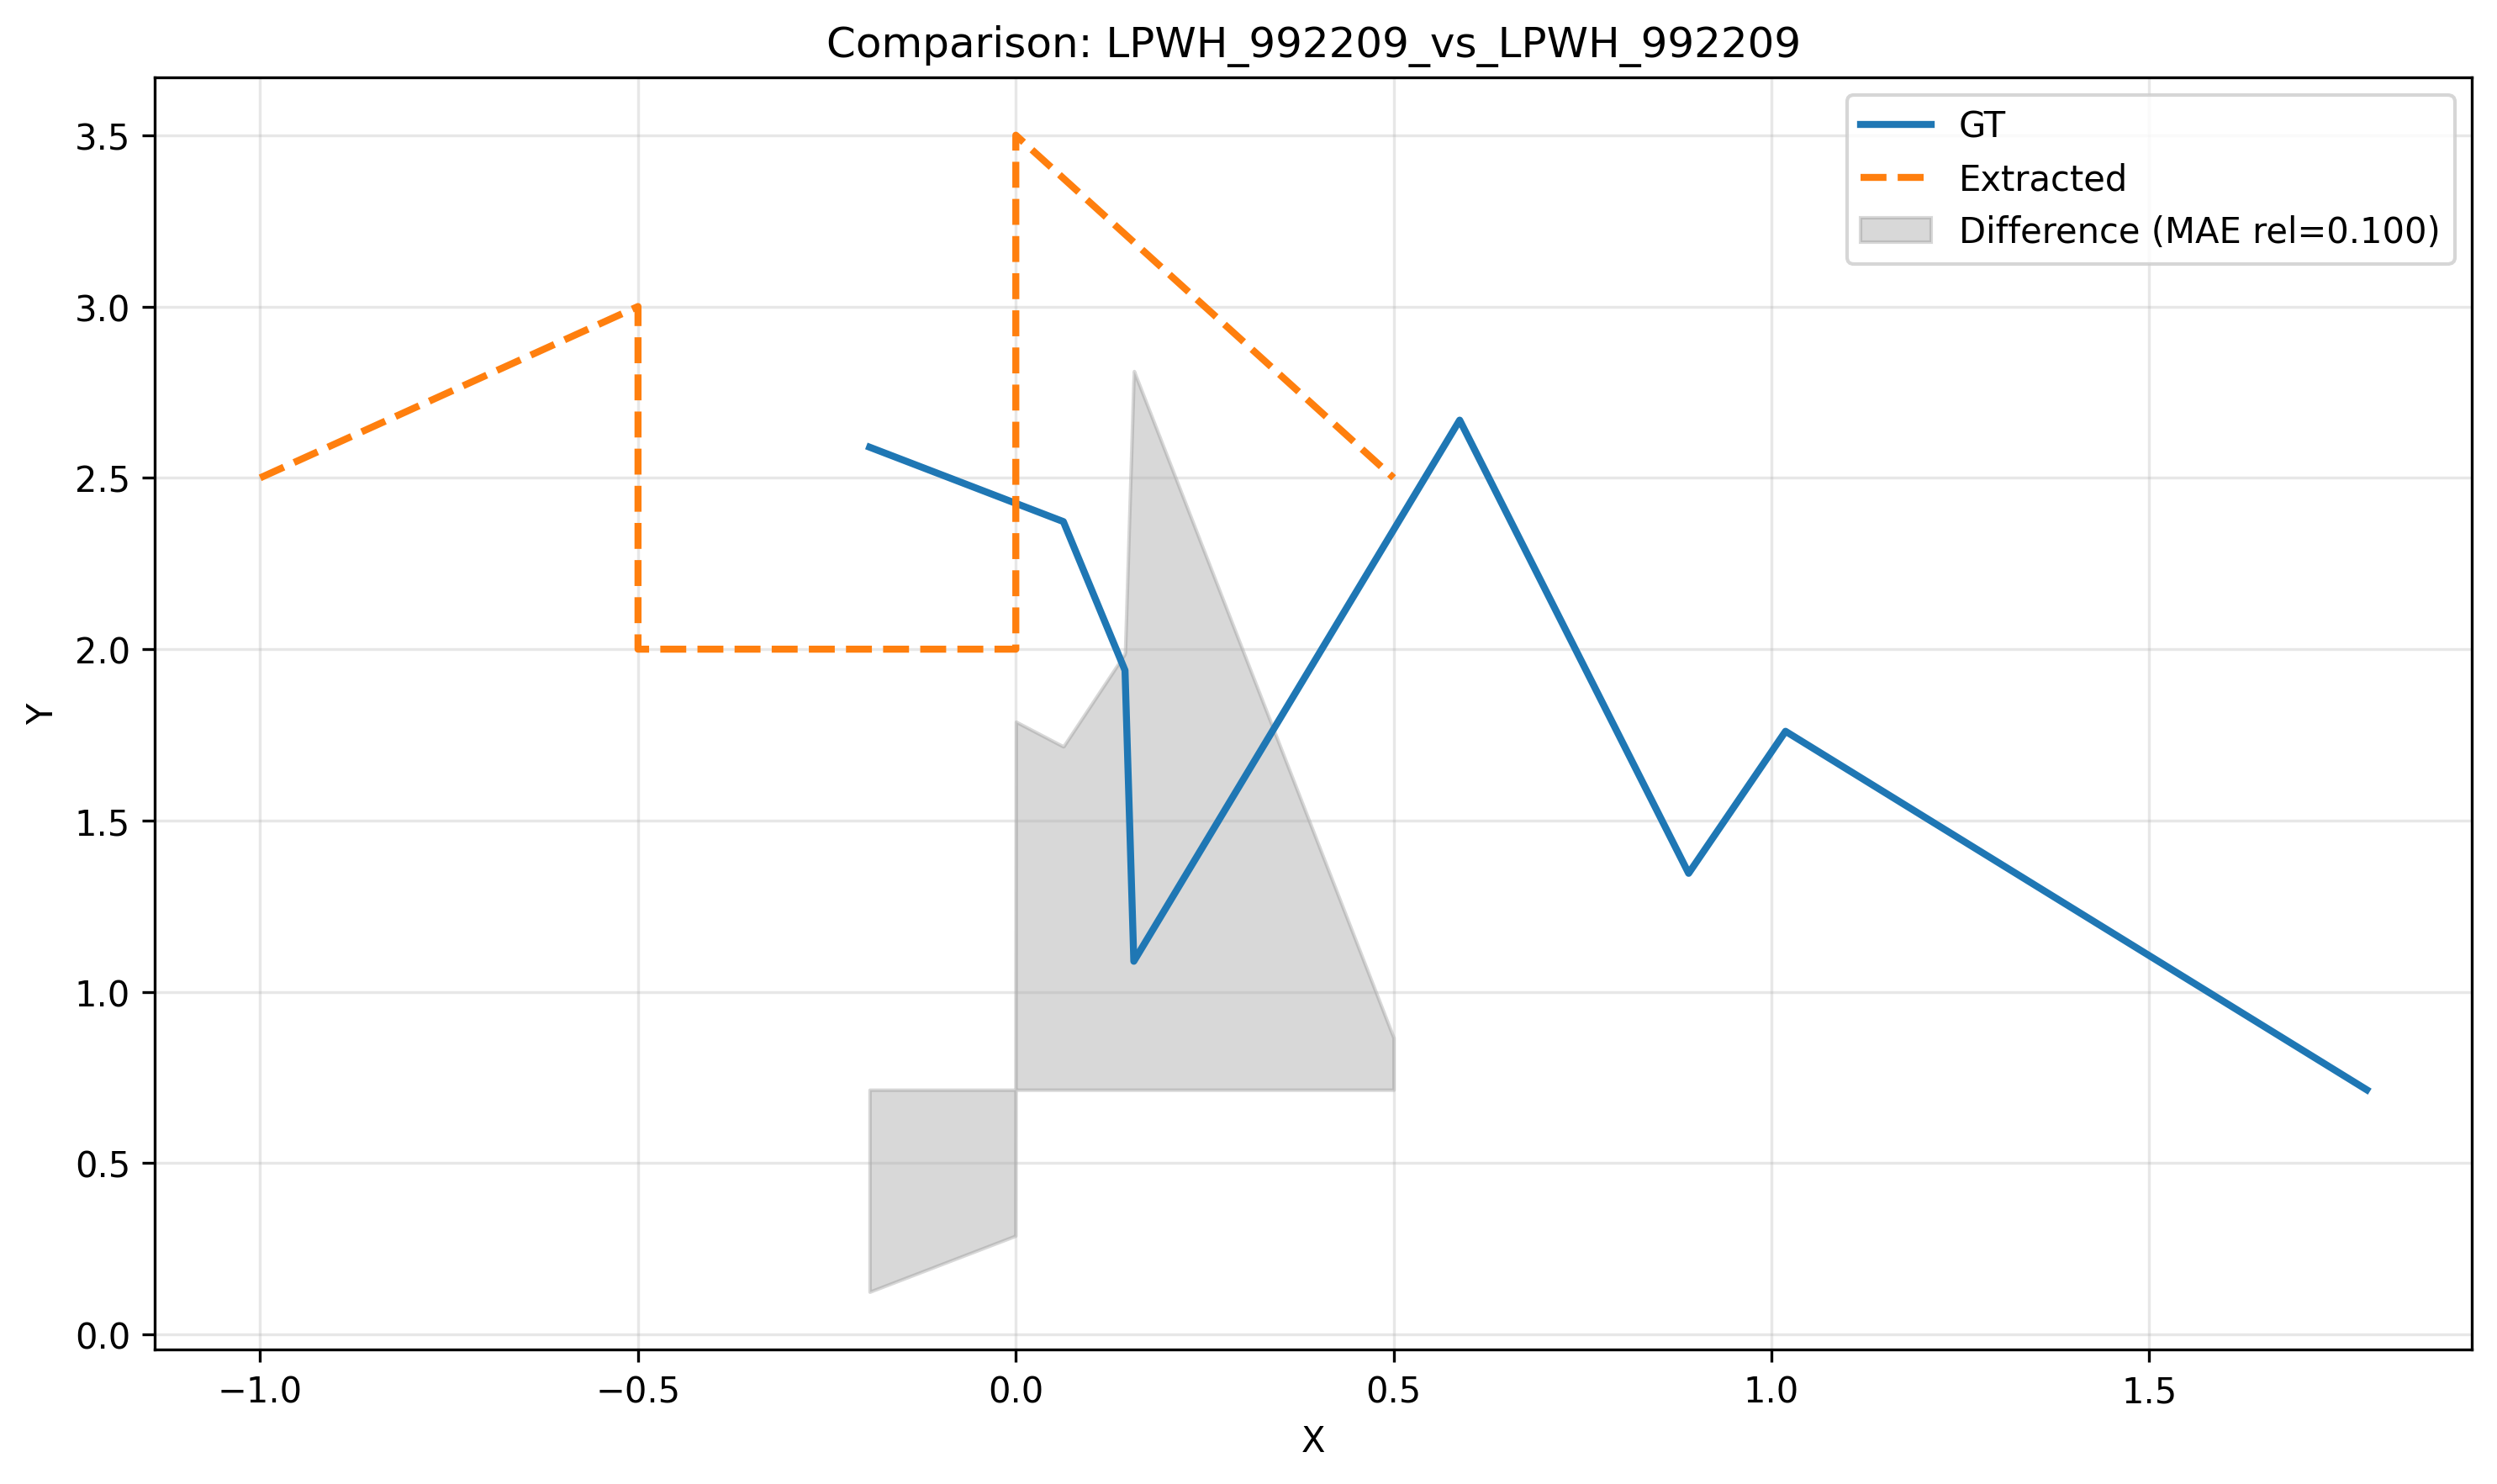 Comparison: LPWH_992209_vs_LPWH_992209
GT
Extracted
Difference (MAE rel=0.100)
Y
3.5
3.0
2.5
2.0
1.5
1.0
0.5
0.0
−1.0 −0.5 0.0 0.5 1.0 1.5
X